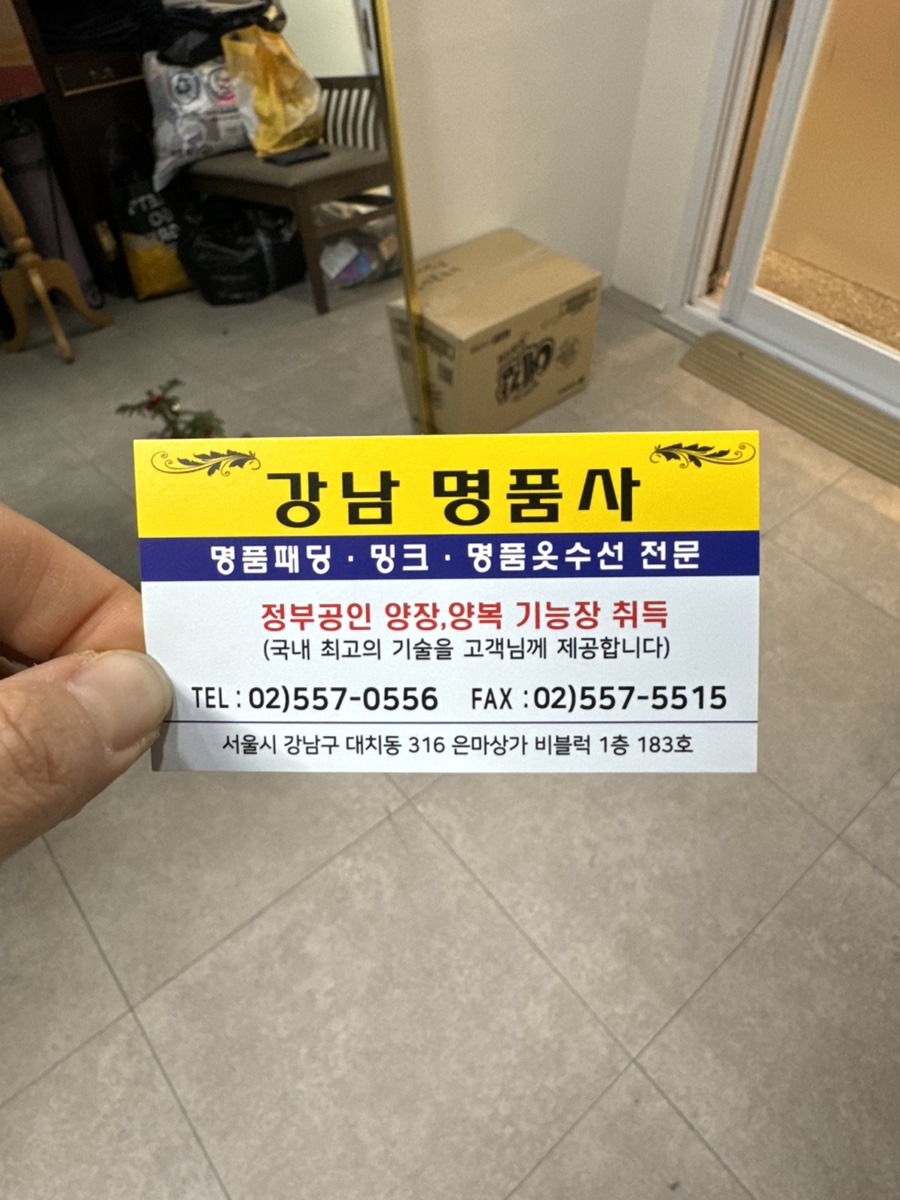 강남 명품사
명품패딩 · 밍크 · 명품옷수선 전문
정부공인 양장,양복 기능장 취득
(국내 최고의 기술을 고객님께 제공합니다)
TEL : 02)557-0556 FAX : 02)557-5515
서울시 강남구 대치동 316 은마상가 비블럭 1층 183호